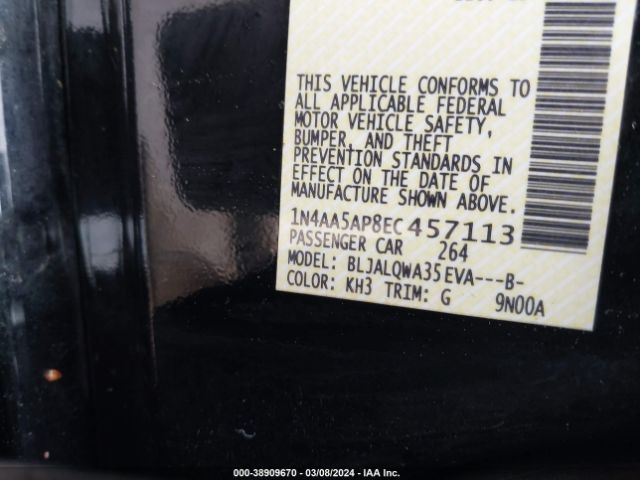 THIS VEHICLE CONFORMS TO
ALL APPLICABLE FEDERAL
MOTOR VEHICLE SAFETY,
BUMPER, AND THEFT
PREVENTION STANDARDS IN
EFFECT ON THE DATE OF
MANUFACTURE SHOWN ABOVE.
1N4AA5AP8EC457113
PASSENGER CAR 264
MODEL: BLJALQWA35EVA---B-
COLOR: KH3 TRIM: G 9N00A
000-38909670 - 03/08/2024 - IAA Inc.